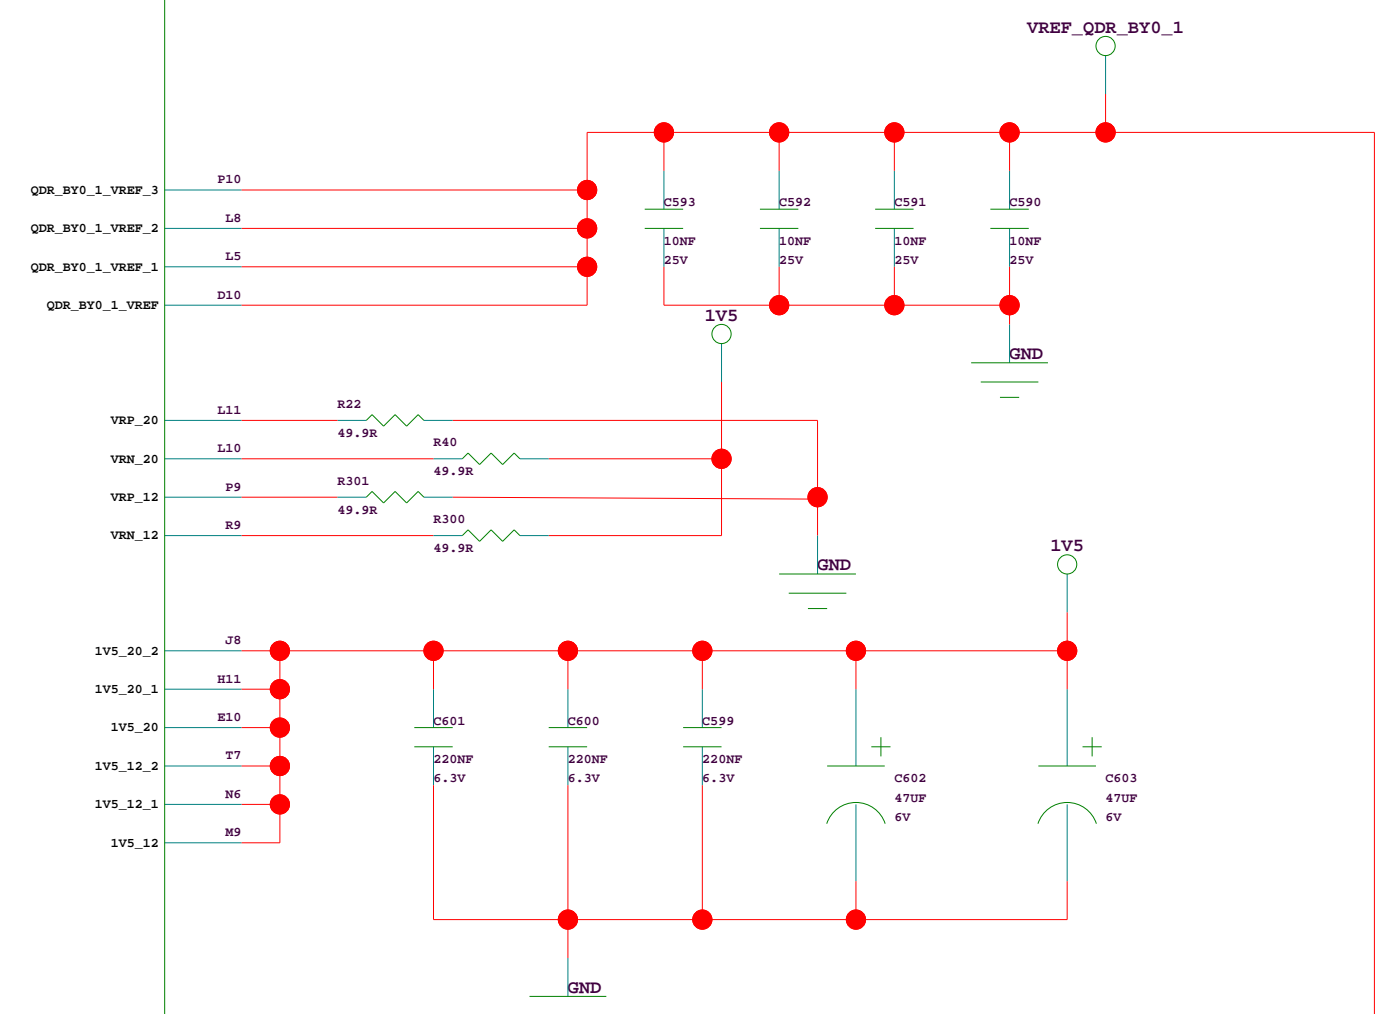 VREF_QDR_BY0_1
QDR_BY0_1_VREF_3 P10
QDR_BY0_1_VREF_2 L8
QDR_BY0_1_VREF_1 L5
QDR_BY0_1_VREF D10
C593 C592 C591 C590
10NF 10NF 10NF 10NF
25V 25V 25V 25V
1V5
GND
VRP_20 L11 R22
49.9R
VRN_20 L10 R40
49.9R
VRP_12 P9 R301
49.9R
VRN_12 R9 R300
49.9R
GND
1V5
1V5_20_2 J8
1V5_20_1 H11
1V5_20 E10
1V5_12_2 T7
1V5_12_1 N6
1V5_12 M9
C601 C600 C599
220NF 220NF 220NF
6.3V 6.3V 6.3V
C602 C603
47UF 47UF
6V 6V
GND